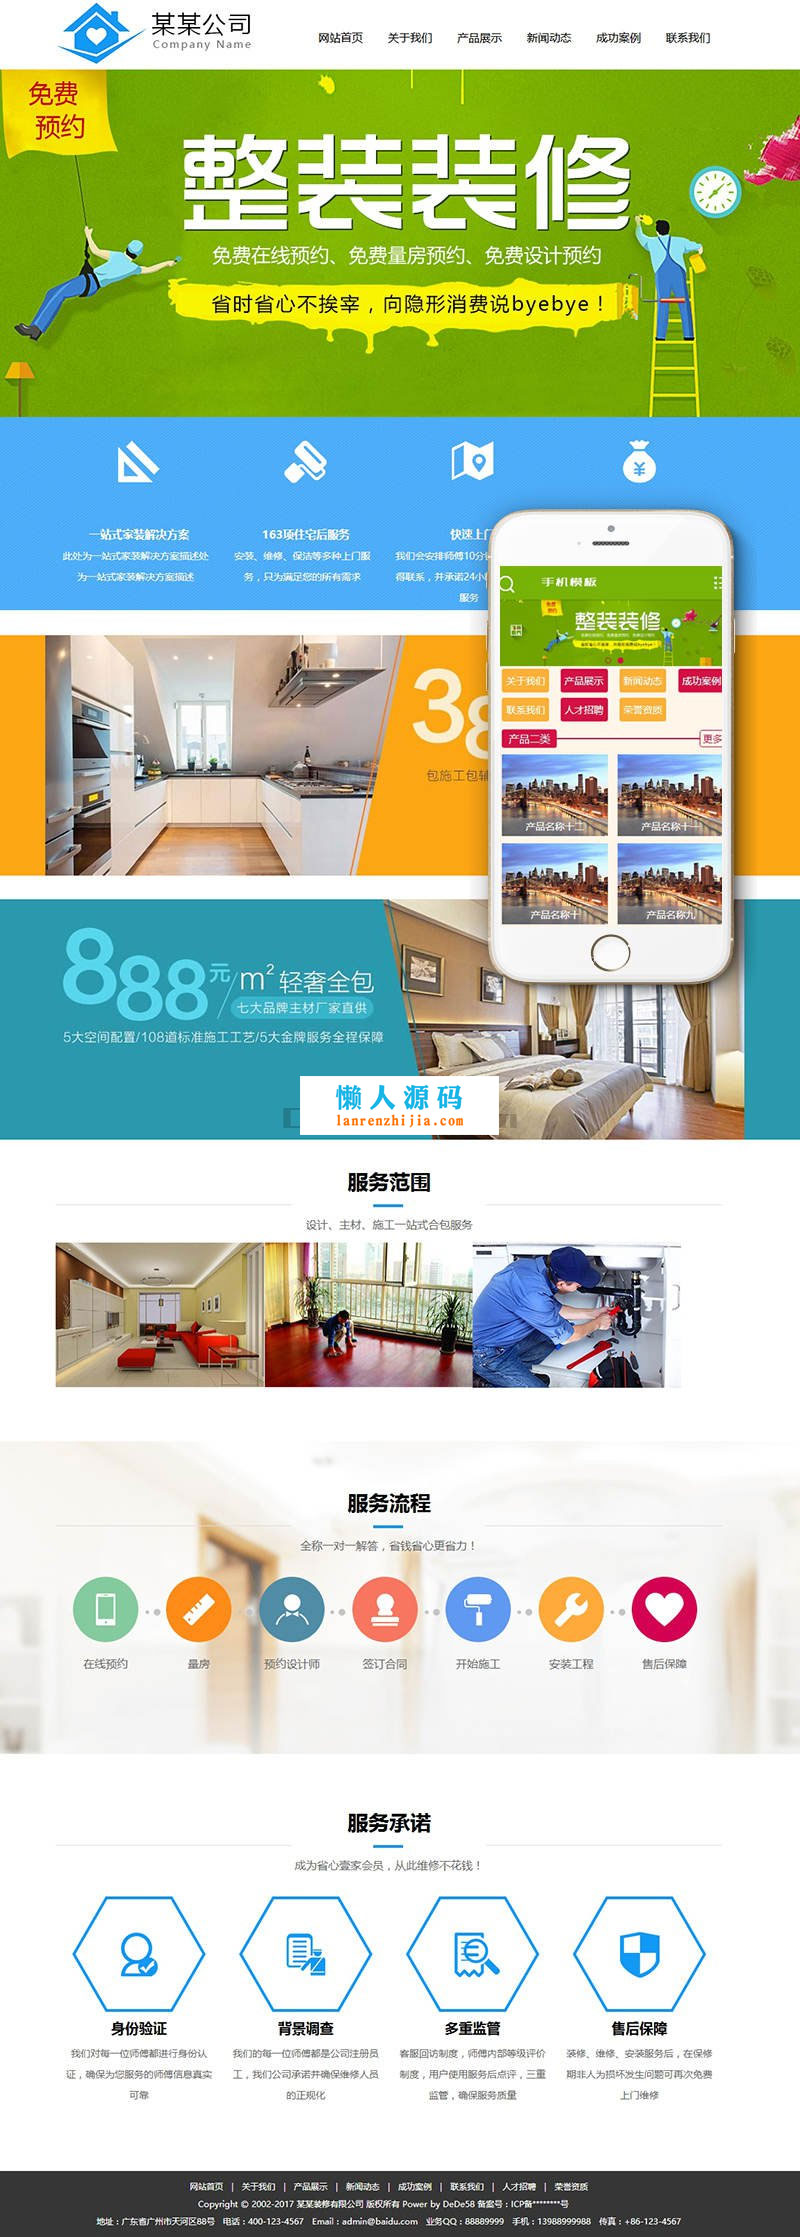 某某公司
Company Name
网站首页 关于我们 产品展示 新闻动态 成功案例 联系我们
免费
预约
整装装修
免费在线预约、免费量房预约、免费设计预约
省时省心不挨宰，向隐形消费说byebye！
一站式家装解决方案
此处为一站式家装解决方案描述处
为一站式家装解决方案描述
163项住宅后服务
安装、维修、保洁等多种上门服
务，只为满足您的所有需求
快速上门
我们会安排师傅10分
得联系，并承诺24小
服务
手机模板
免费
预约
整装装修
关于我们 产品展示 新闻动态 成功案例
联系我们 人才招聘 荣誉资质
产品二类 更多
产品名称十二 产品名称十一
产品名称十 产品名称九
38
包施工包辅
888元/m² 轻奢全包
七大品牌主材厂家直供
5大空间配置/108道标准施工工艺/5大金牌服务全程保障
懒人源码
lanrenzhijia.com
服务范围
设计、主材、施工一站式合包服务
服务流程
全称一对一解答，省钱省心更省力！
在线预约 量房 预约设计师 签订合同 开始施工 安装工程 售后保障
服务承诺
成为省心壹家会员，从此维修不花钱！
身份验证
我们对每一位师傅都进行身份认
证，确保为您服务的师傅信息真实
可靠
背景调查
我们的每一位师傅都是公司注册员
工，我们公司承诺并确保维修人员
的正规化
多重监管
客服回访制度，师傅内部等级评价
制度，用户使用服务后点评，三重
监管，确保服务质量
售后保障
装修、维修、安装服务后，在保修
期非人为损坏发生问题可再次免费
上门维修
网站首页 | 关于我们 | 产品展示 | 新闻动态 | 成功案例 | 联系我们 | 人才招聘 | 荣誉资质
Copyright © 2002-2017 某某装修有限公司 版权所有 Power by DeDe58 备案号：ICP备********号
地址：广东省广州市天河区88号 电话：400-123-4567 Email：admin@baidu.com 业务QQ：88889999 手机：13988999988 传真：+86-123-4567